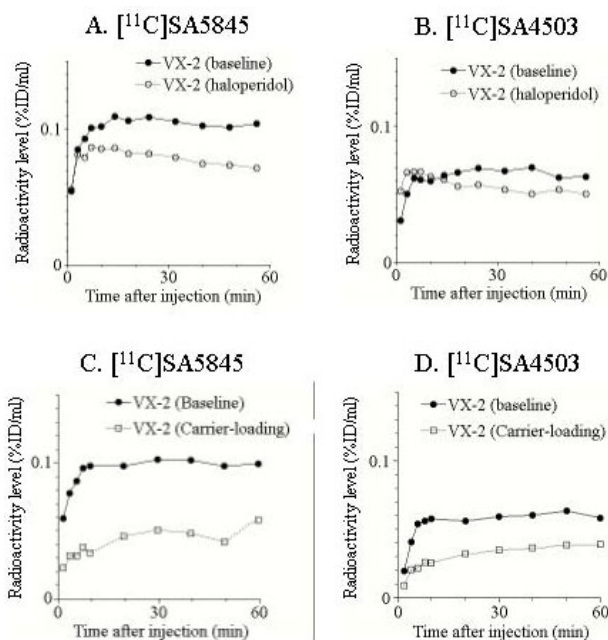 A. [¹¹C]SA5845
VX-2 (baseline)
VX-2 (haloperidol)
Radioactivity level (%ID/ml)
0.1
0
0
30
60
Time after injection (min)
B. [¹¹C]SA4503
VX-2 (baseline)
VX-2 (haloperidol)
Radioactivity level (%ID/ml)
0.1
0
0
30
60
Time after injection (min)
C. [¹¹C]SA5845
VX-2 (Baseline)
VX-2 (Carrier-loading)
Radioactivity level (%ID/ml)
0.1
0
0
30
60
Time after injection (min)
D. [¹¹C]SA4503
VX-2 (baseline)
VX-2 (Carrier-loading)
Radioactivity level (%ID/ml)
0.1
0
0
30
60
Time after injection (min)